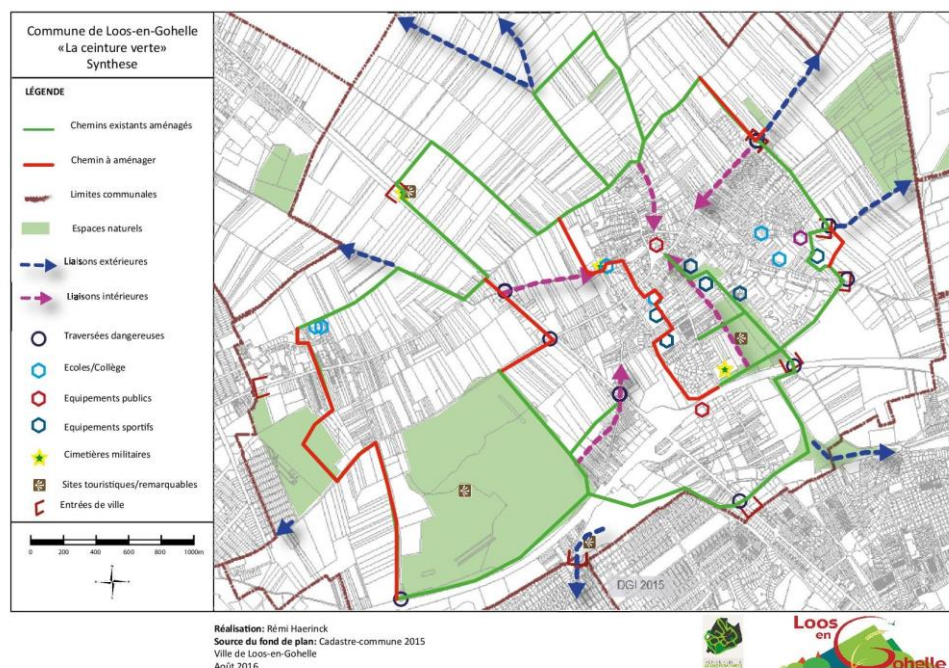 Commune de Loos-en-Gohelle
«La ceinture verte»
Synthese
LÉGENDE
Chemins existants aménagés
Chemin à aménager
Limites communales
Espaces naturels
Liaisons extérieures
Liaisons intérieures
Traversées dangereuses
Ecoles/Collège
Equipements publics
Equipements sportifs
Cimetières militaires
Sites touristiques/remarquables
Entrées de ville
0 200 400 600 800 1000m
DGI 2015
Réalisation: Rémi Haerinck
Source du fond de plan: Cadastre-commune 2015
Ville de Loos-en-Gohelle
Août 2016
Loos
en
Gohelle